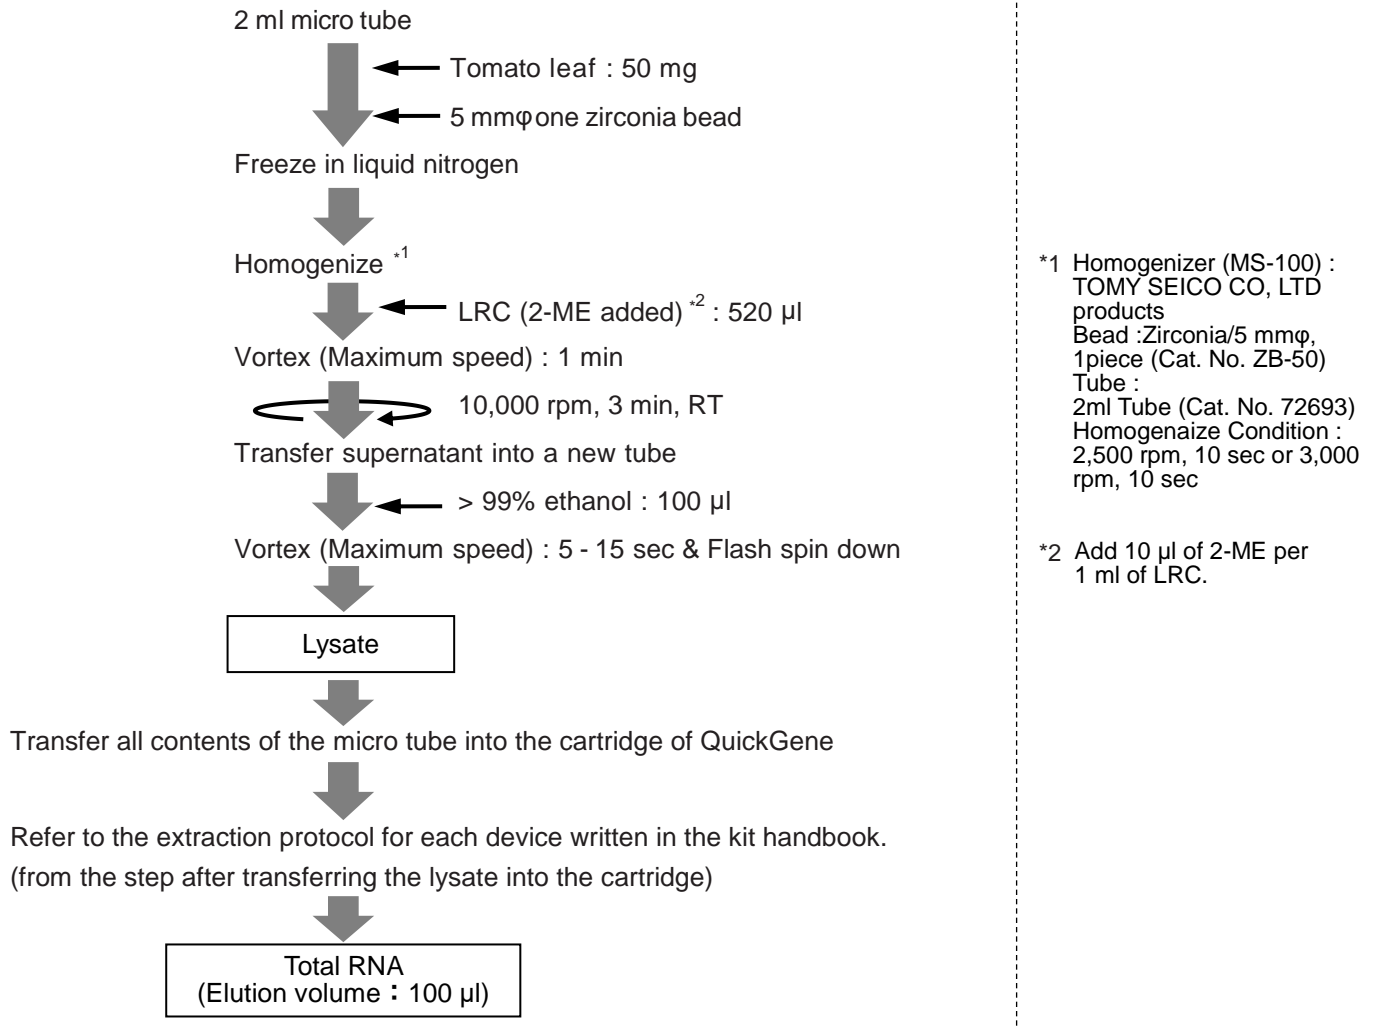 2 ml micro tube
Tomato leaf : 50 mg
5 mmφ one zirconia bead
Freeze in liquid nitrogen
Homogenize *1
LRC (2-ME added) *2 : 520 µl
Vortex (Maximum speed) : 1 min
10,000 rpm, 3 min, RT
Transfer supernatant into a new tube
> 99% ethanol : 100 µl
Vortex (Maximum speed) : 5 - 15 sec & Flash spin down
Lysate
Transfer all contents of the micro tube into the cartridge of QuickGene
Refer to the extraction protocol for each device written in the kit handbook.
(from the step after transferring the lysate into the cartridge)
Total RNA
(Elution volume : 100 µl)
*1 Homogenizer (MS-100) :
TOMY SEICO CO, LTD
products
Bead :Zirconia/5 mmφ,
1piece (Cat. No. ZB-50)
Tube :
2ml Tube (Cat. No. 72693)
Homogenaize Condition :
2,500 rpm, 10 sec or 3,000
rpm, 10 sec
*2 Add 10 µl of 2-ME per
1 ml of LRC.